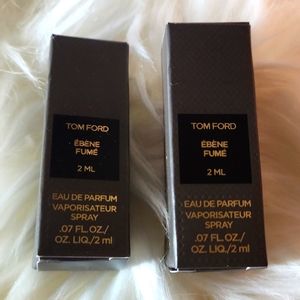 TOM FORD
ÉBÈNE
FUMÉ
2 ML
EAU DE PARFUM
VAPORISATEUR
SPRAY
.07 FL. OZ./
OZ. LIQ./2 ml
TOM FORD
ÉBÈNE
FUMÉ
2 ML
EAU DE PARFUM
VAPORISATEUR
SPRAY
.07 FL. OZ./
OZ. LIQ./2 ml